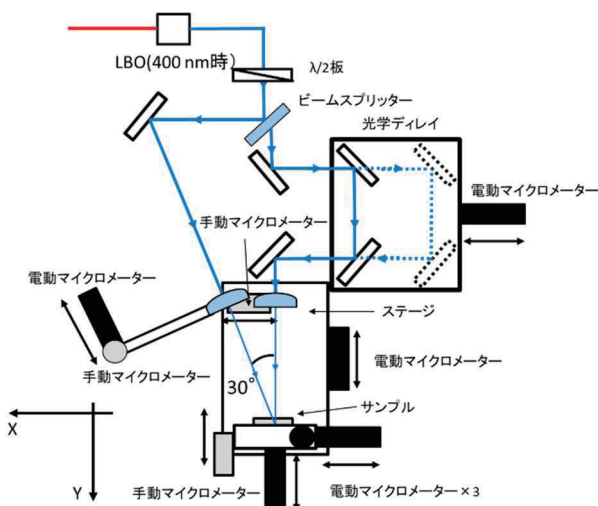 LBO(400 nm時)
λ/2板
ビームスプリッター
光学ディレイ
電動マイクロメーター
手動マイクロメーター
電動マイクロメーター
ステージ
手動マイクロメーター
電動マイクロメーター
30°
サンプル
X
Y
手動マイクロメーター
電動マイクロメーター×3